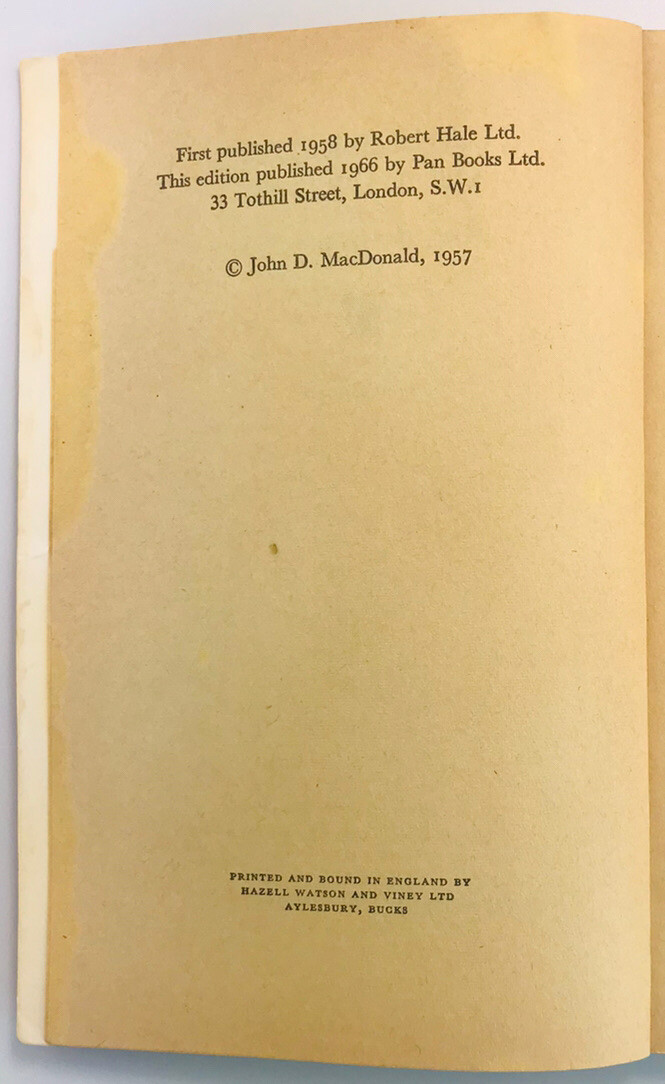 First published 1958 by Robert Hale Ltd.
This edition published 1966 by Pan Books Ltd.
33 Tothill Street, London, S.W.1
© John D. MacDonald, 1957
PRINTED AND BOUND IN ENGLAND BY
HAZELL WATSON AND VINEY LTD
AYLESBURY, BUCKS